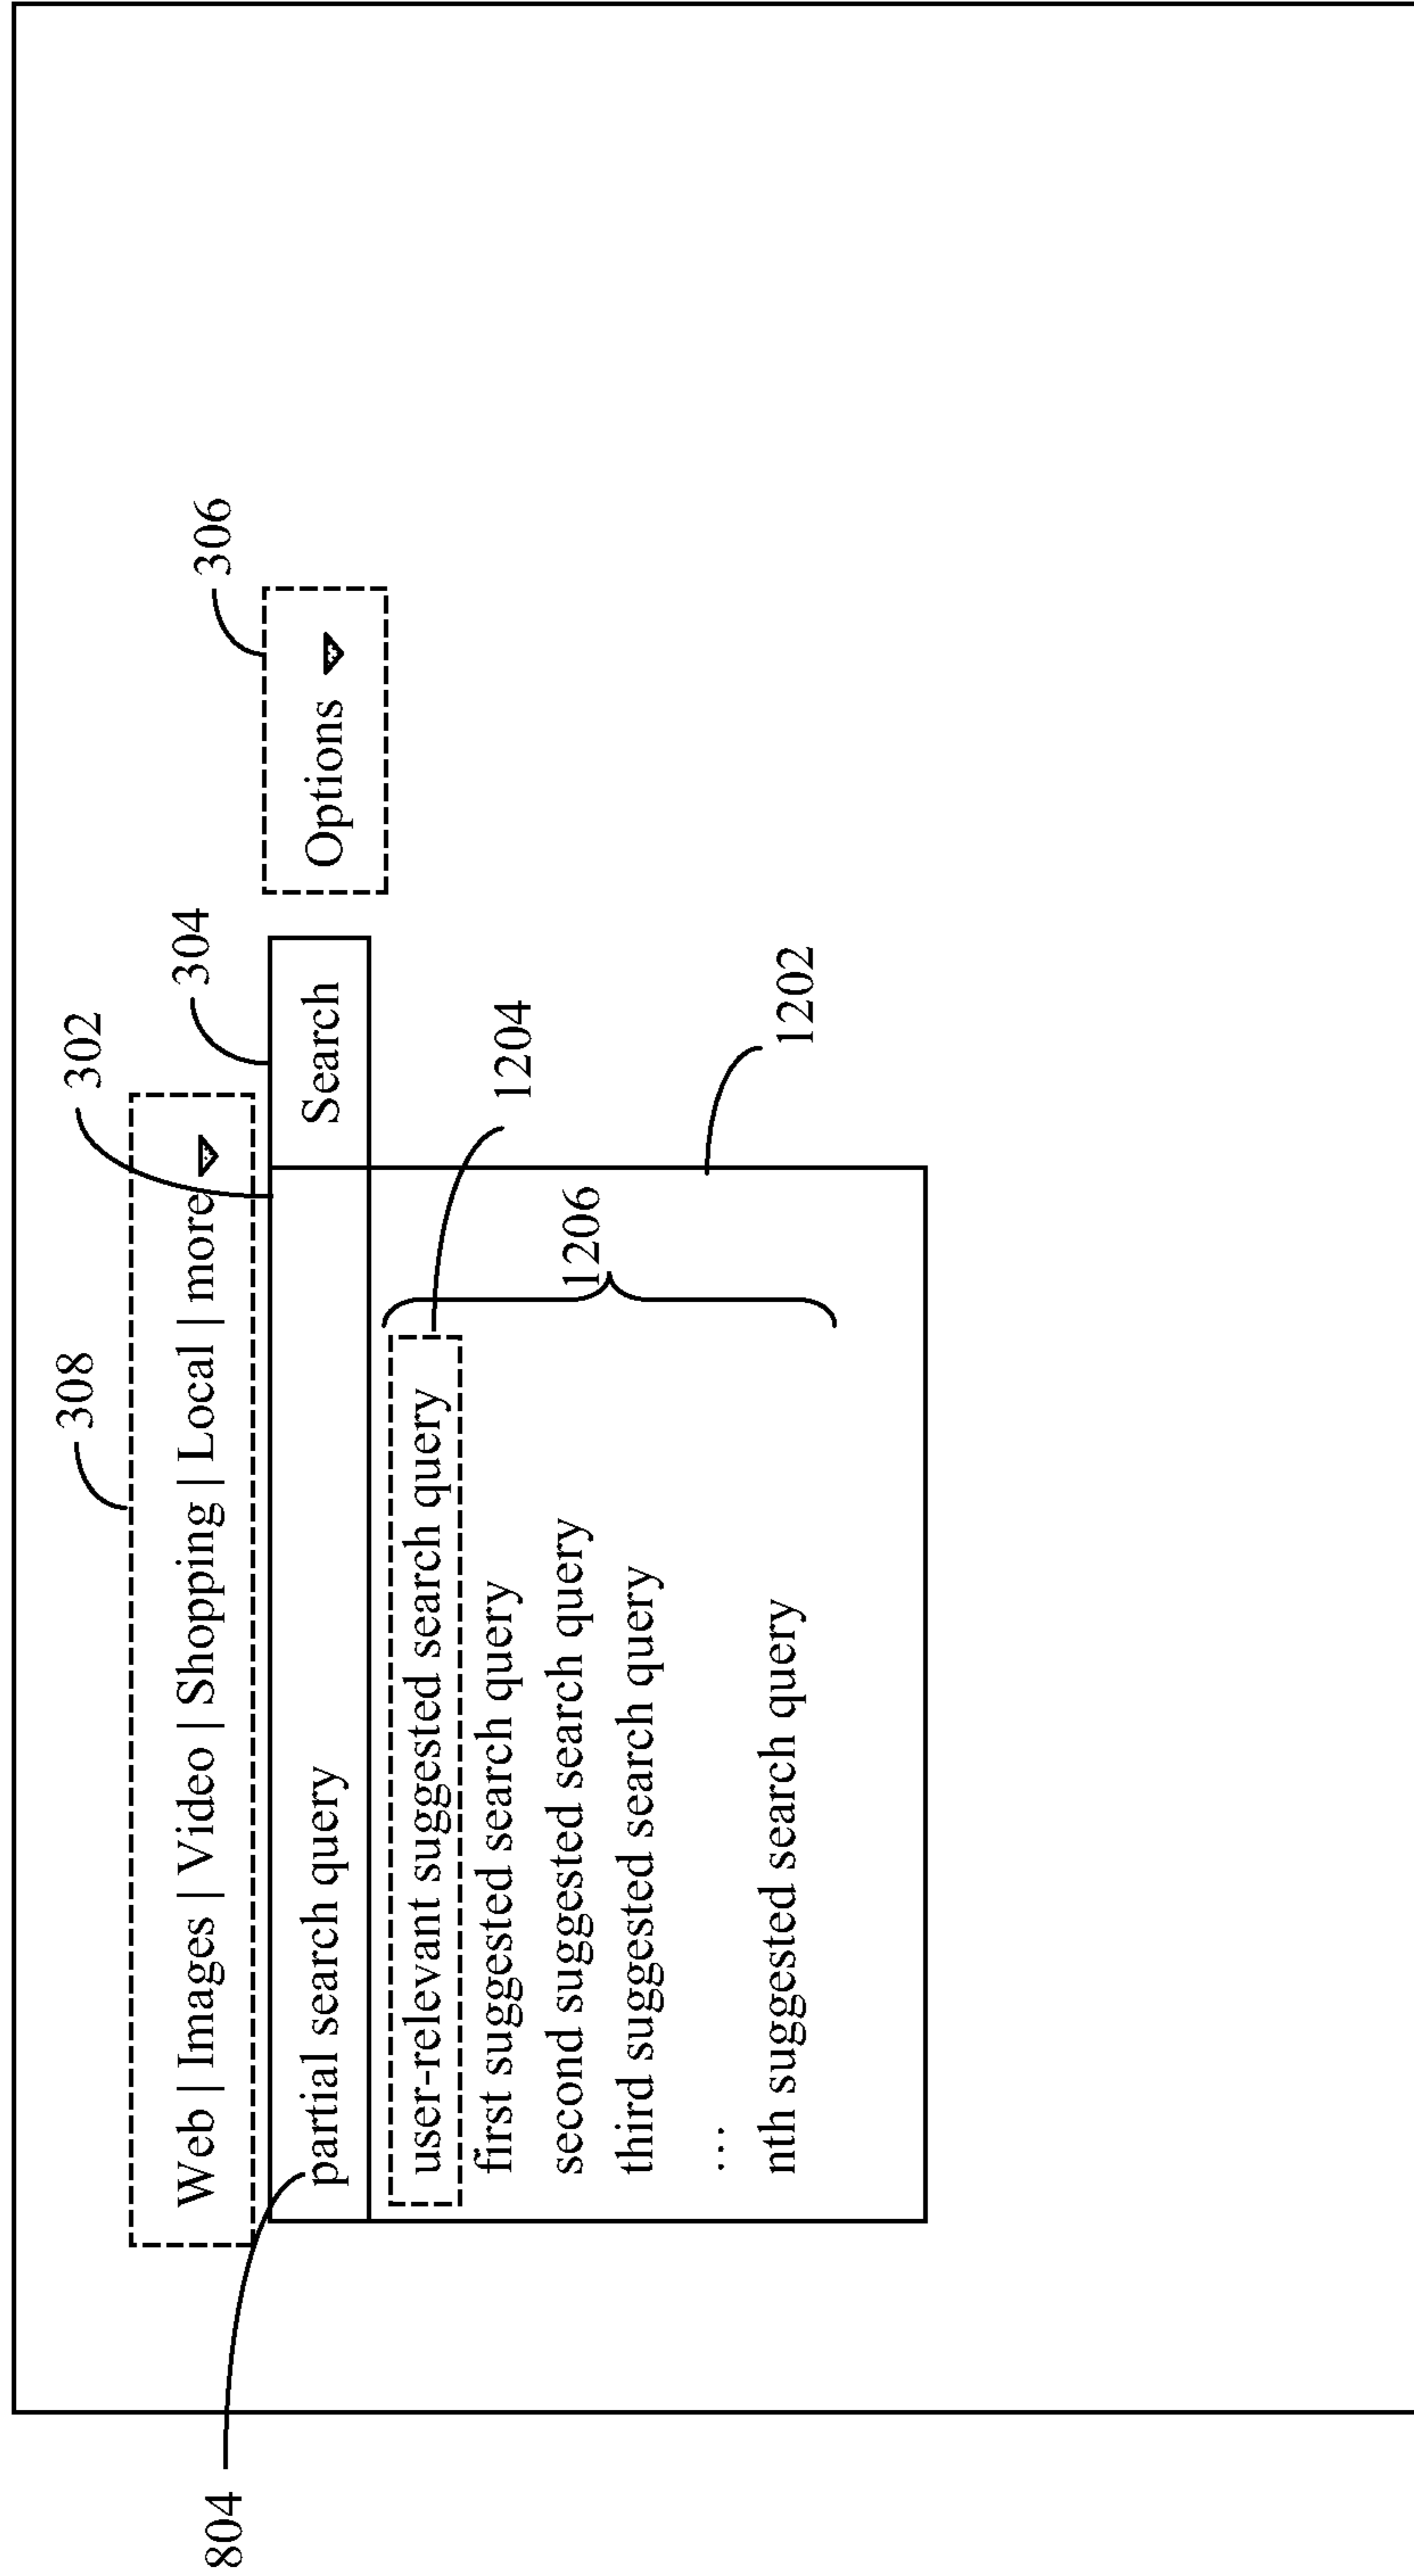 308
302
304
306
Web | Images | Video | Shopping | Local | more
804
partial search query
Search
Options
user-relevant suggested search query
1204
first suggested search query
second suggested search query
1206
third suggested search query
...
nth suggested search query
1202